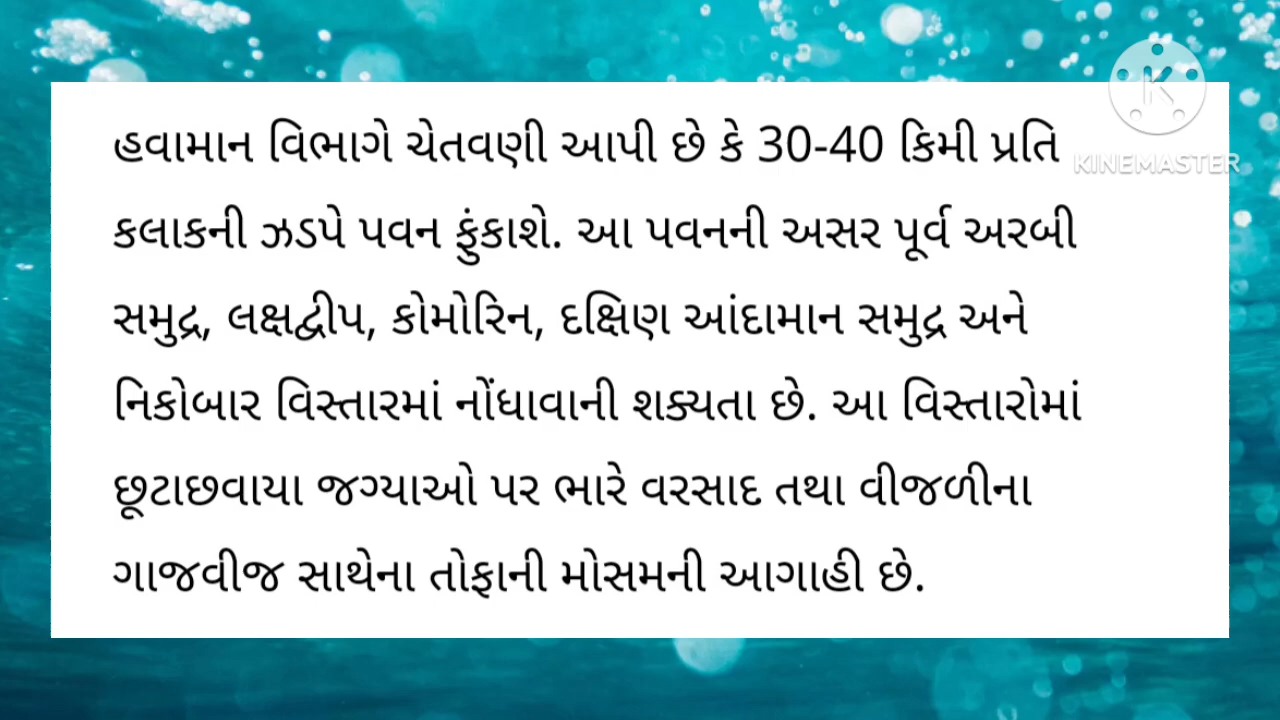 હવામાન વિભાગે ચેતવણી આપી છે કે 30-40 કિમી પ્રતિ
કલાકની ઝડપે પવન ફુંકાશે. આ પવનની અસર પૂર્વ અરબી
સમુદ્ર, લક્ષદ્વીપ, કોમોરિન, દક્ષિણ આંદામાન સમુદ્ર અને
નિકોબાર વિસ્તારમાં નોંધાવાની શક્યતા છે. આ વિસ્તારોમાં
છૂટાછવાયા જગ્યાઓ પર ભારે વરસાદ તથા વીજળીના
ગાજવીજ સાથેના તોફાની મોસમની આગાહી છે.
K
KINEMASTER